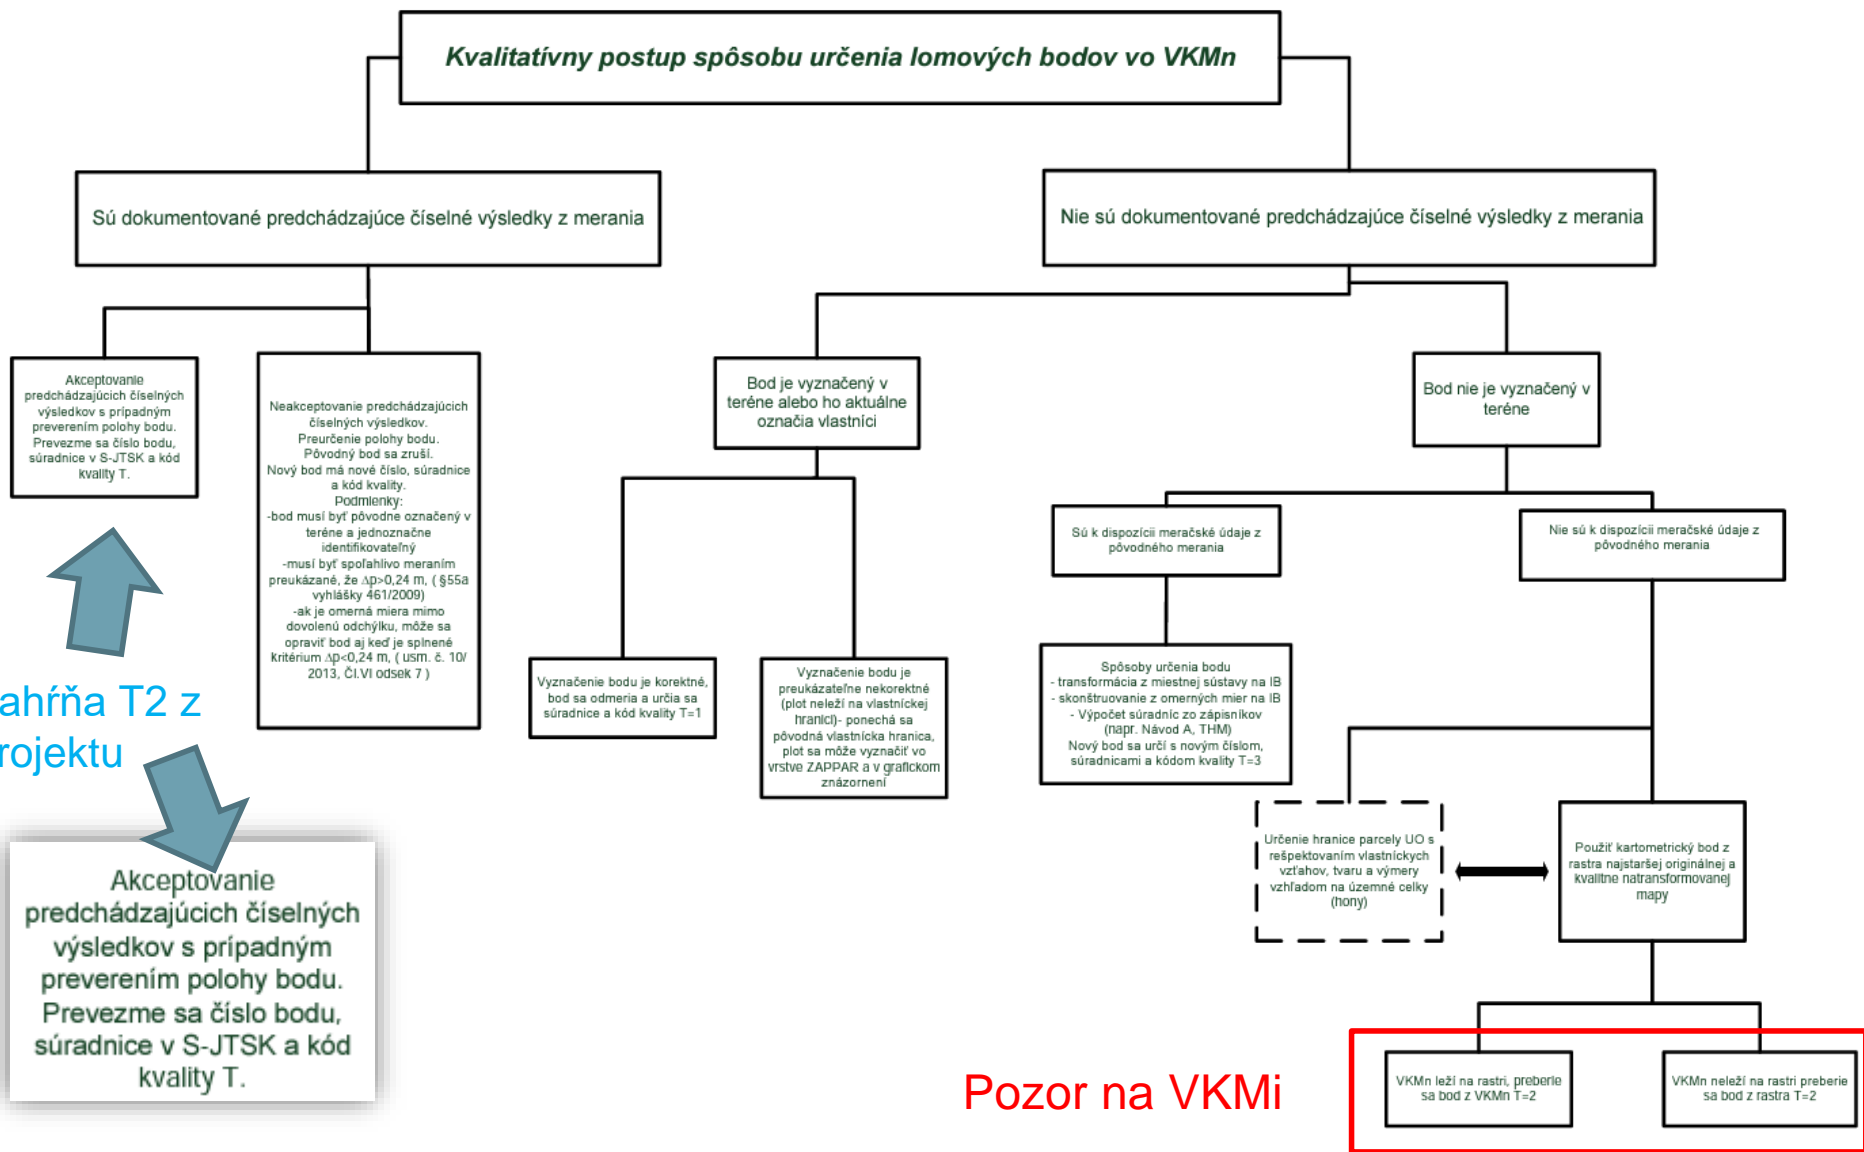 Kvalitatívny postup spôsobu určenia lomových bodov vo VKMn
Sú dokumentované predchádzajúce číselné výsledky z merania
Nie sú dokumentované predchádzajúce číselné výsledky z merania
Akceptovanie
predchádzajúcich číselných
výsledkov s prípadným
preverením polohy bodu.
Prevezme sa číslo bodu,
súradnice v S-JTSK a kód
kvality T.
Neakceptovanie predchádzajúcich
číselných výsledkov.
Preurčenie polohy bodu.
Pôvodný bod sa zruší.
Nový bod má nové číslo, súradnice
a kód kvality.
Podmienky:
-bod musí byť pôvodne označený v
teréne a jednoznačne
identifikovateľný
-musí byť spoľahlivo meraním
preukázané, že Δp>0,24 m, ( §55a
vyhlášky 461/2009)
-ak je omerná miera mimo
dovolenú odchýlku, môže sa
opraviť bod aj keď je splnené
kritérium Δp<0,24 m, ( usm. č. 10/
2013, Čl.VI odsek 7 )
Bod je vyznačený v
teréne alebo ho aktuálne
označia vlastníci
Bod nie je vyznačený v
teréne
Sú k dispozícii meračské údaje z
pôvodného merania
Nie sú k dispozícii meračské údaje z
pôvodného merania
Vyznačenie bodu je korektné,
bod sa odmeria a určia sa
súradnice a kód kvality T=1
Vyznačenie bodu je
preukázateľne nekorektné
(plot neleží na vlastníckej
hranici)- ponechá sa
pôvodná vlastnícka hranica,
plot sa môže vyznačiť vo
vrstve ZAPPAR a v grafickom
znázornení
Spôsoby určenia bodu
- transformácia z miestnej sústavy na IB
- skonštruovanie z omerných mier na IB
- Výpočet súradníc zo zápisníkov
(napr. Návod A, THM)
Nový bod sa určí s novým číslom,
súradnicami a kódom kvality T=3
ahŕňa T2 z
rojektu
Určenie hranice parcely UO s
rešpektovaním vlastníckych
vzťahov, tvaru a výmery
vzhľadom na územné celky
(hony)
Použiť kartometrický bod z
rastra najstaršej originálnej a
kvalitne natransformovanej
mapy
Akceptovanie
predchádzajúcich číselných
výsledkov s prípadným
preverením polohy bodu.
Prevezme sa číslo bodu,
súradnice v S-JTSK a kód
kvality T.
Pozor na VKMi
VKMn leží na rastri, preberie
sa bod z VKMn T=2
VKMn neleží na rastri preberie
sa bod z rastra T=2